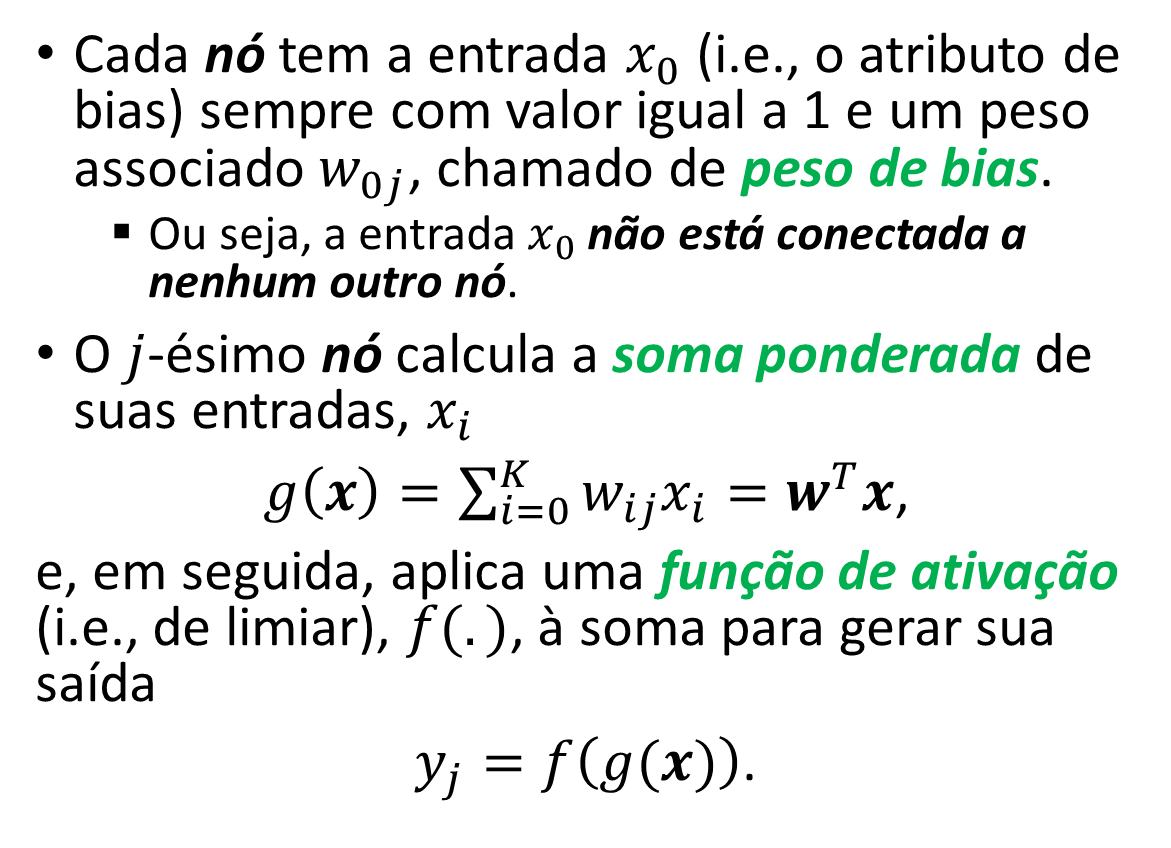 • Cada nó tem a entrada 𝑥₀ (i.e., o atributo de
bias) sempre com valor igual a 1 e um peso
associado 𝑤₀ⱼ, chamado de peso de bias.
▪ Ou seja, a entrada 𝑥₀ não está conectada a
nenhum outro nó.
• O 𝑗-ésimo nó calcula a soma ponderada de
suas entradas, 𝑥ᵢ
𝑔(𝒙) = ∑ᵢ₌₀ᴷ 𝑤ᵢⱼ𝑥ᵢ = 𝒘ᵀ𝒙,
e, em seguida, aplica uma função de ativação
(i.e., de limiar), 𝑓(.), à soma para gerar sua
saída
𝑦ⱼ = 𝑓(𝑔(𝒙)).